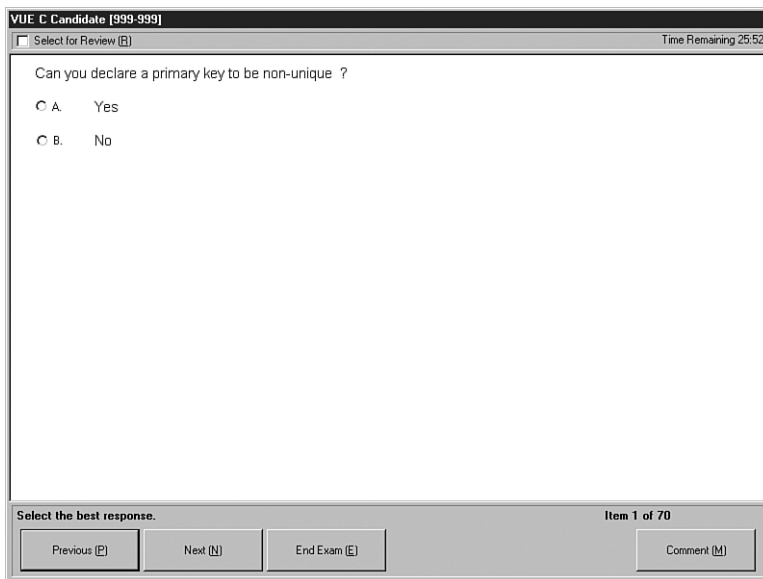 VUE C Candidate [999-999]
Select for Review (R) Time Remaining 25:52
Can you declare a primary key to be non-unique ?
A. Yes
B. No
Select the best response. Item 1 of 70
Previous (P) Next (N) End Exam (E) Comment (M)